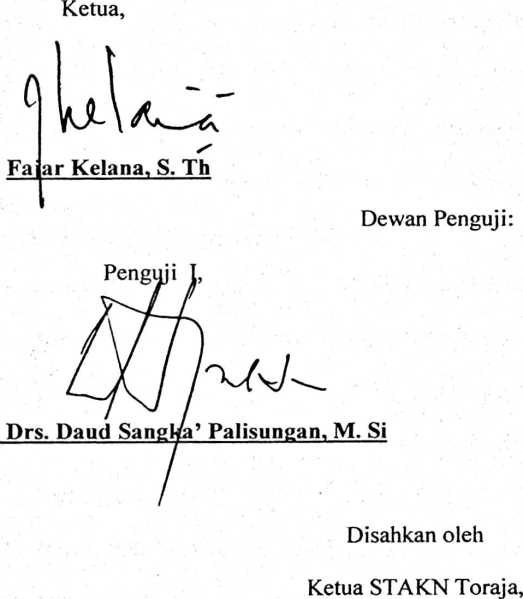 Ketua,
Fajar Kelana, S. Th
Dewan Penguji:
Penguji I,
Drs. Daud Sangka' Palisungan, M. Si
Disahkan oleh
Ketua STAKN Toraja,